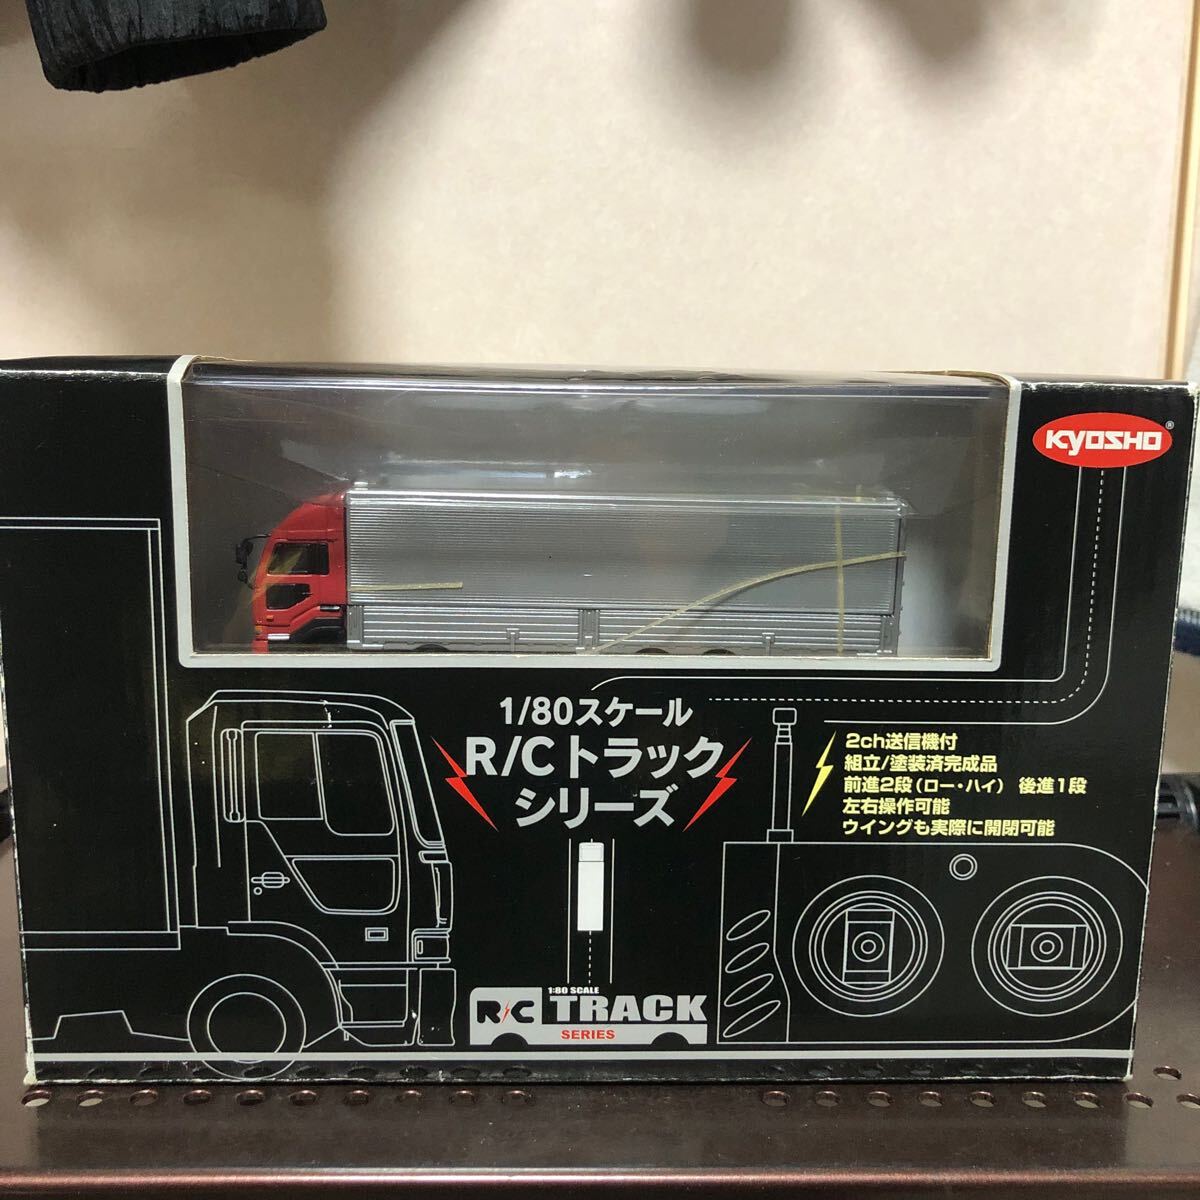 KYOSHO®
1/80スケール
R/Cトラック
シリーズ
2ch送信機付
組立/塗装済完成品
前進2段(ロー・ハイ) 後進1段
左右操作可能
ウイングも実際に開閉可能
1:80 SCALE
R/C TRACK
SERIES